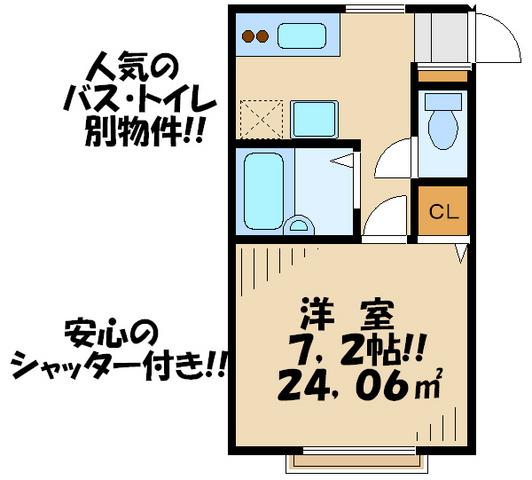 人気の
バス・トイレ
別物件!!
CL
洋 室
7, 2帖!!
24, 06㎡
安心の
シャッター付き!!